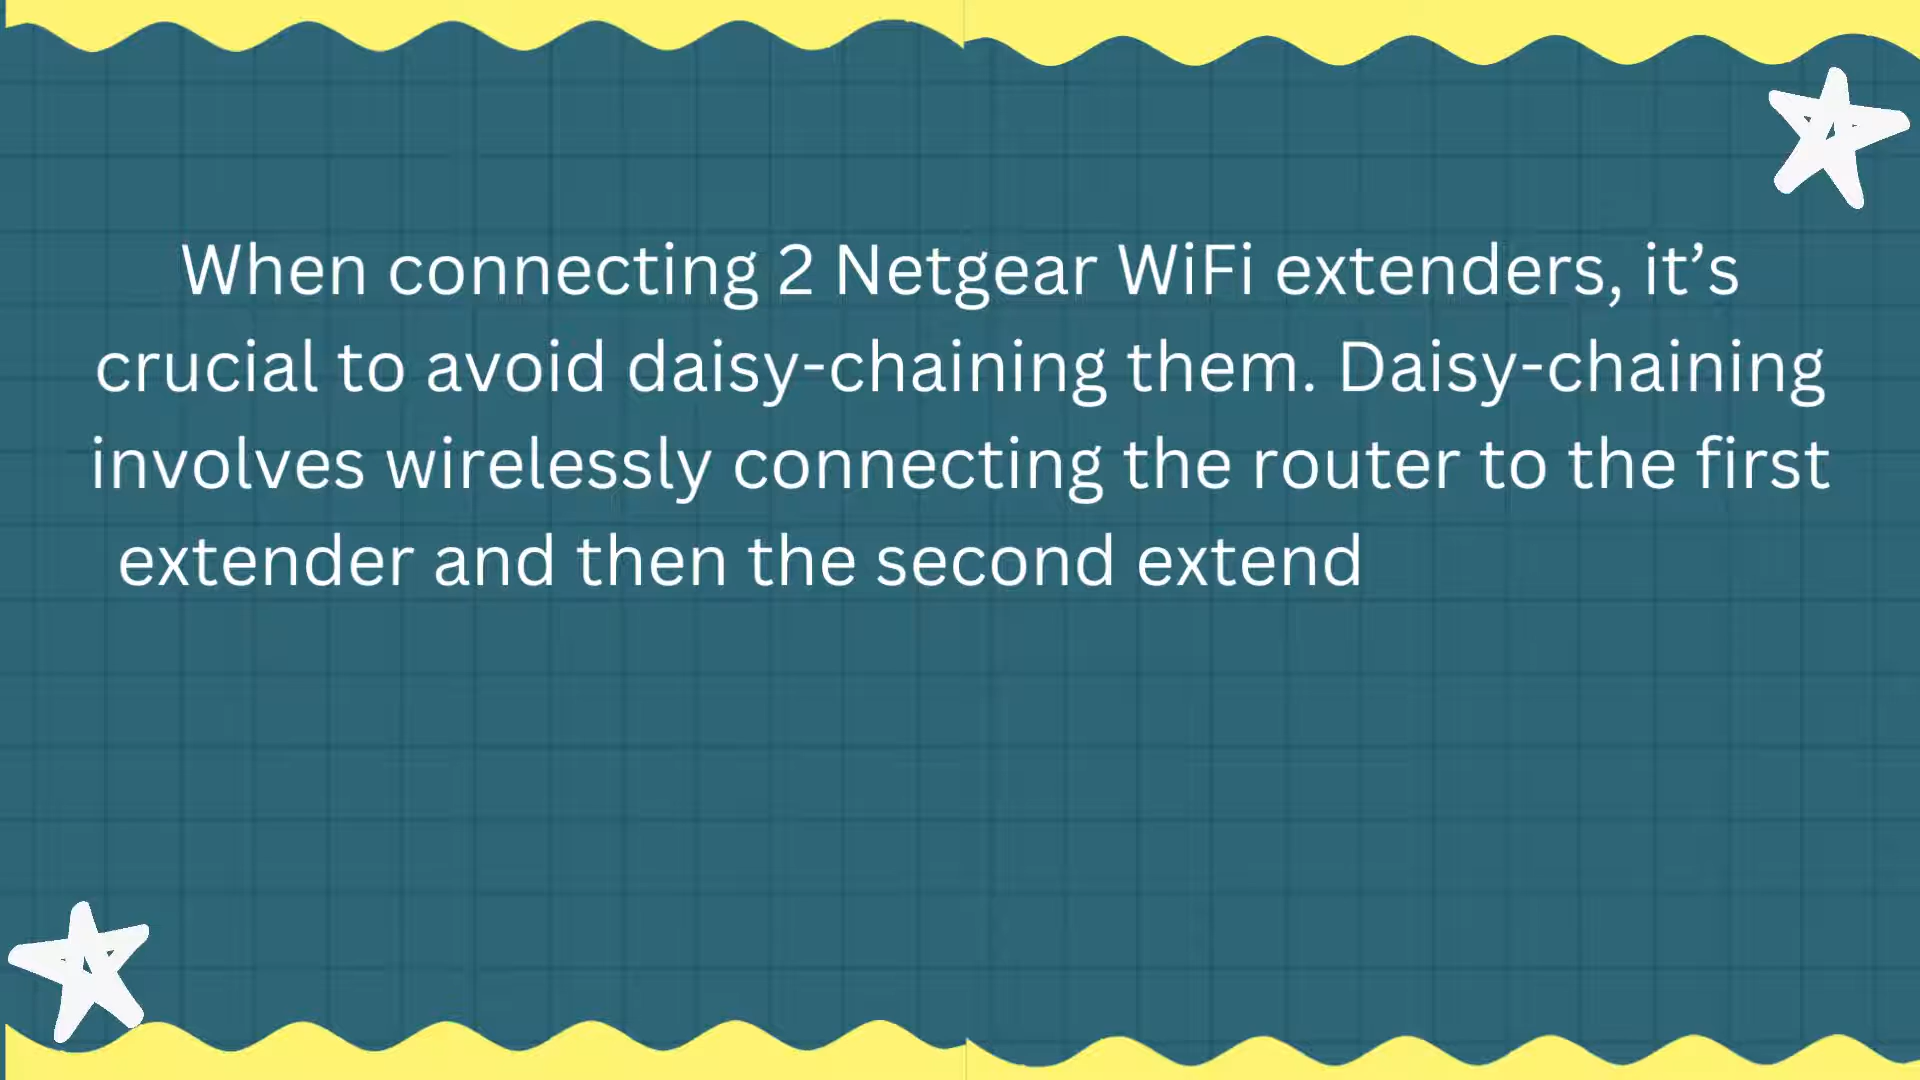 When connecting 2 Netgear WiFi extenders, it’s
crucial to avoid daisy-chaining them. Daisy-chaining
involves wirelessly connecting the router to the first
extender and then the second extend